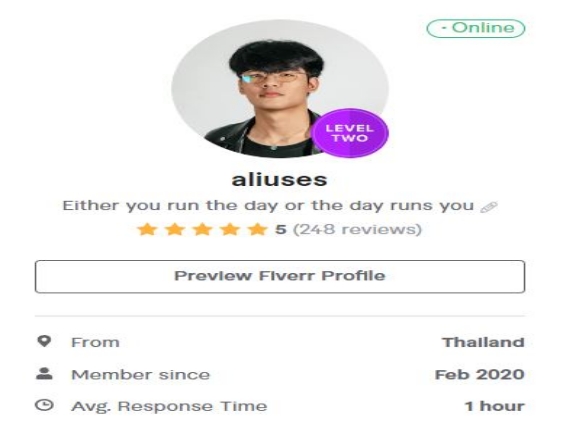 · Online
LEVEL
TWO
aliuses
Either you run the day or the day runs you
5 (248 reviews)
Preview Fiverr Profile
From Thailand
Member since Feb 2020
Avg. Response Time 1 hour